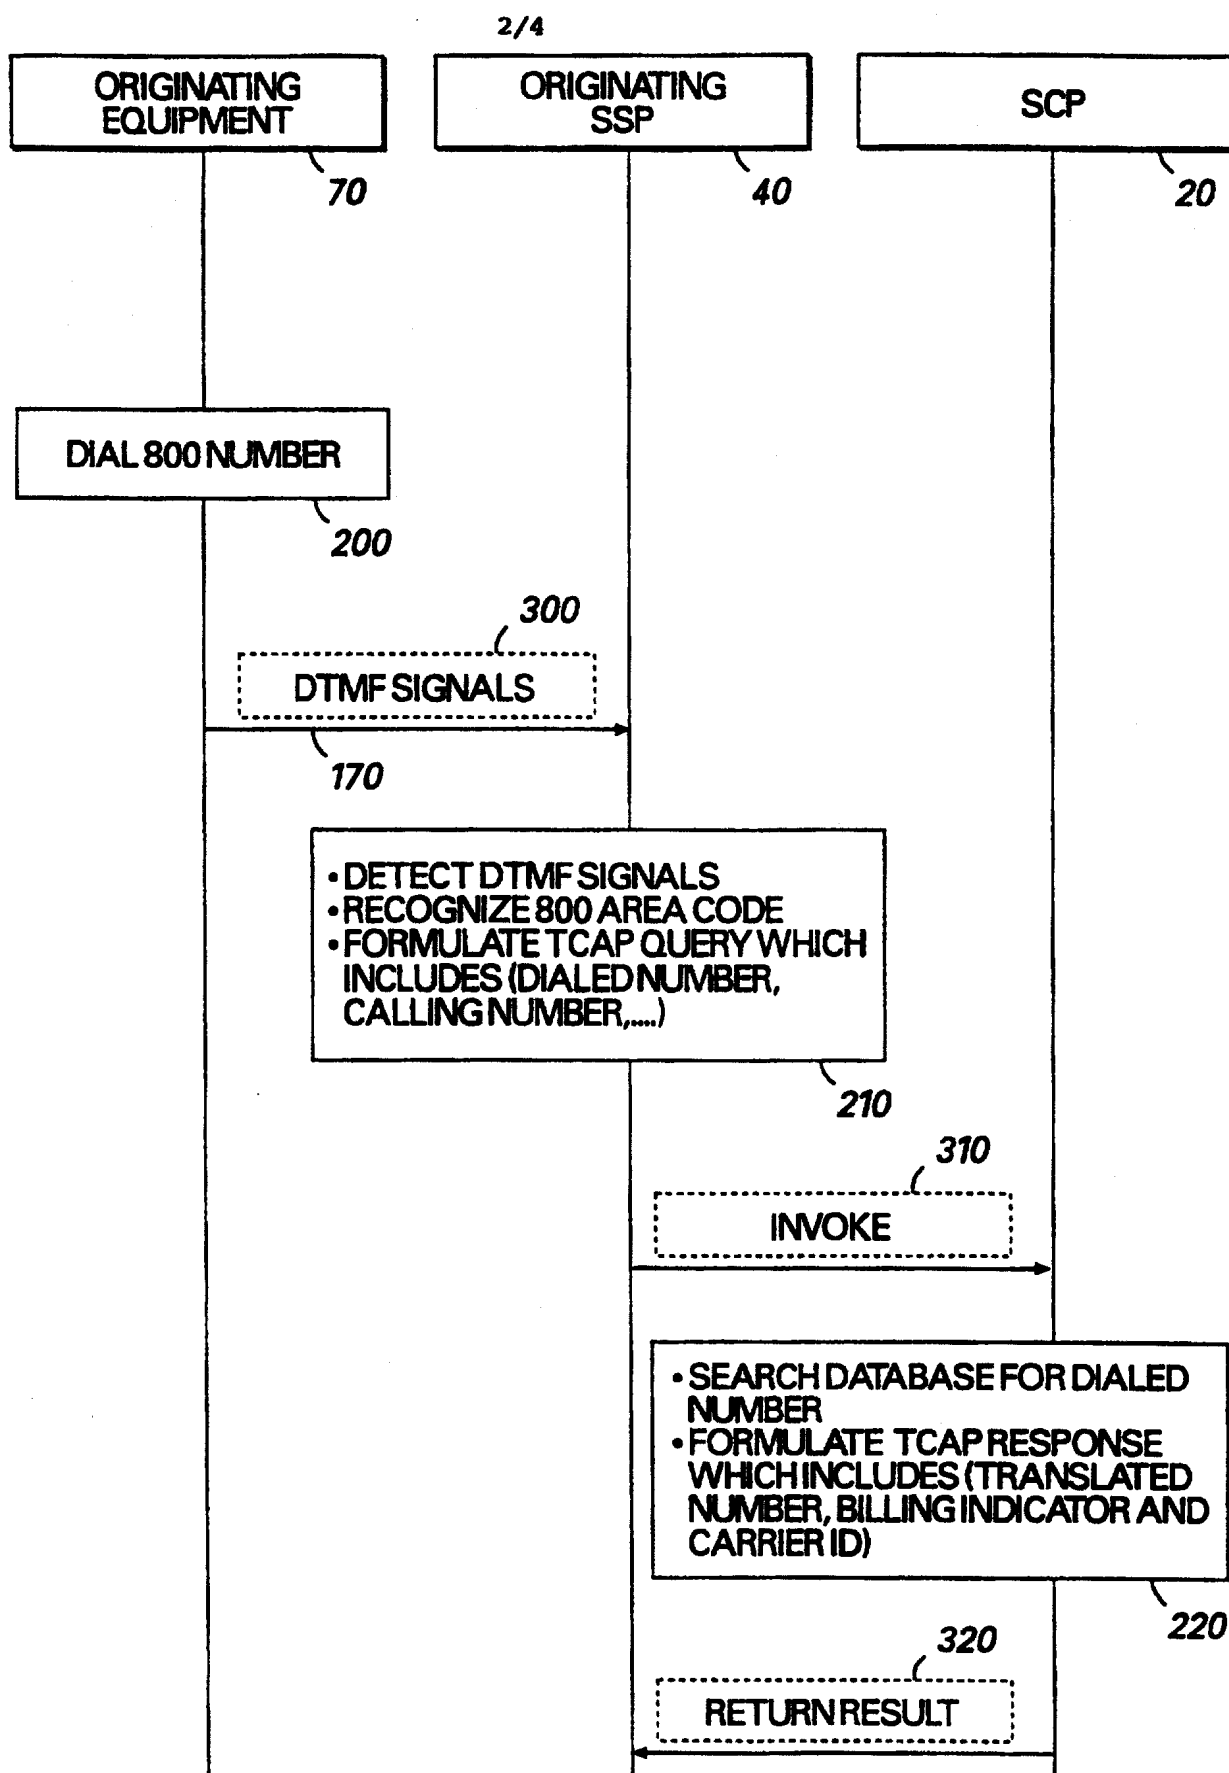 2/4
ORIGINATING
EQUIPMENT
70
ORIGINATING
SSP
40
SCP
20
DIAL 800 NUMBER
200
300
DTMF SIGNALS
170
• DETECT DTMF SIGNALS
• RECOGNIZE 800 AREA CODE
• FORMULATE TCAP QUERY WHICH
INCLUDES (DIALED NUMBER,
CALLING NUMBER,....)
210
310
INVOKE
• SEARCH DATABASE FOR DIALED
NUMBER
• FORMULATE TCAP RESPONSE
WHICH INCLUDES (TRANSLATED
NUMBER, BILLING INDICATOR AND
CARRIER ID)
220
320
RETURN RESULT